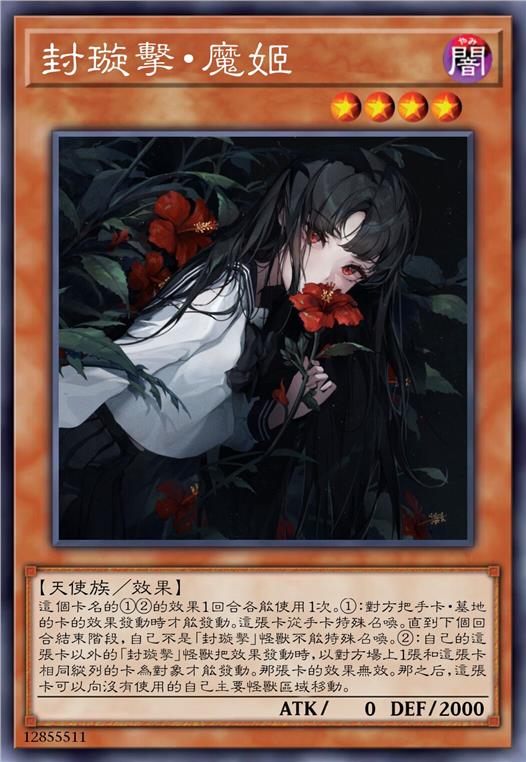 封璇擊・魔姬
やみ
闇
【天使族／效果】
這個卡名的①②的效果1回合各能使用1次。①：對方把手卡・墓地
的卡的效果發動時才能發動。這張卡從手卡特殊召喚。直到下個回
合結束階段，自己不是「封璇擊」怪獸不能特殊召喚。②：自己的這
張卡以外的「封璇擊」怪獸把效果發動時，以對方場上1張和這張卡
相同縱列的卡為對象才能發動。那張卡的效果無效。那之后，這張
卡可以向沒有使用的自己主要怪獸區域移動。
ATK/ 0 DEF/2000
12855511